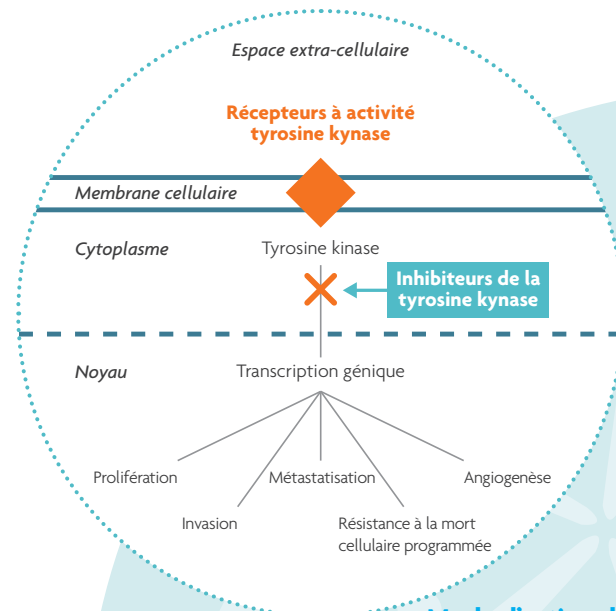 Espace extra-cellulaire
Récepteurs à activité
tyrosine kynase
Membrane cellulaire
Cytoplasme
Tyrosine kinase
Inhibiteurs de la
tyrosine kynase
Noyau
Transcription génique
Prolifération
Métastatisation
Angiogenèse
Invasion
Résistance à la mort
cellulaire programmée